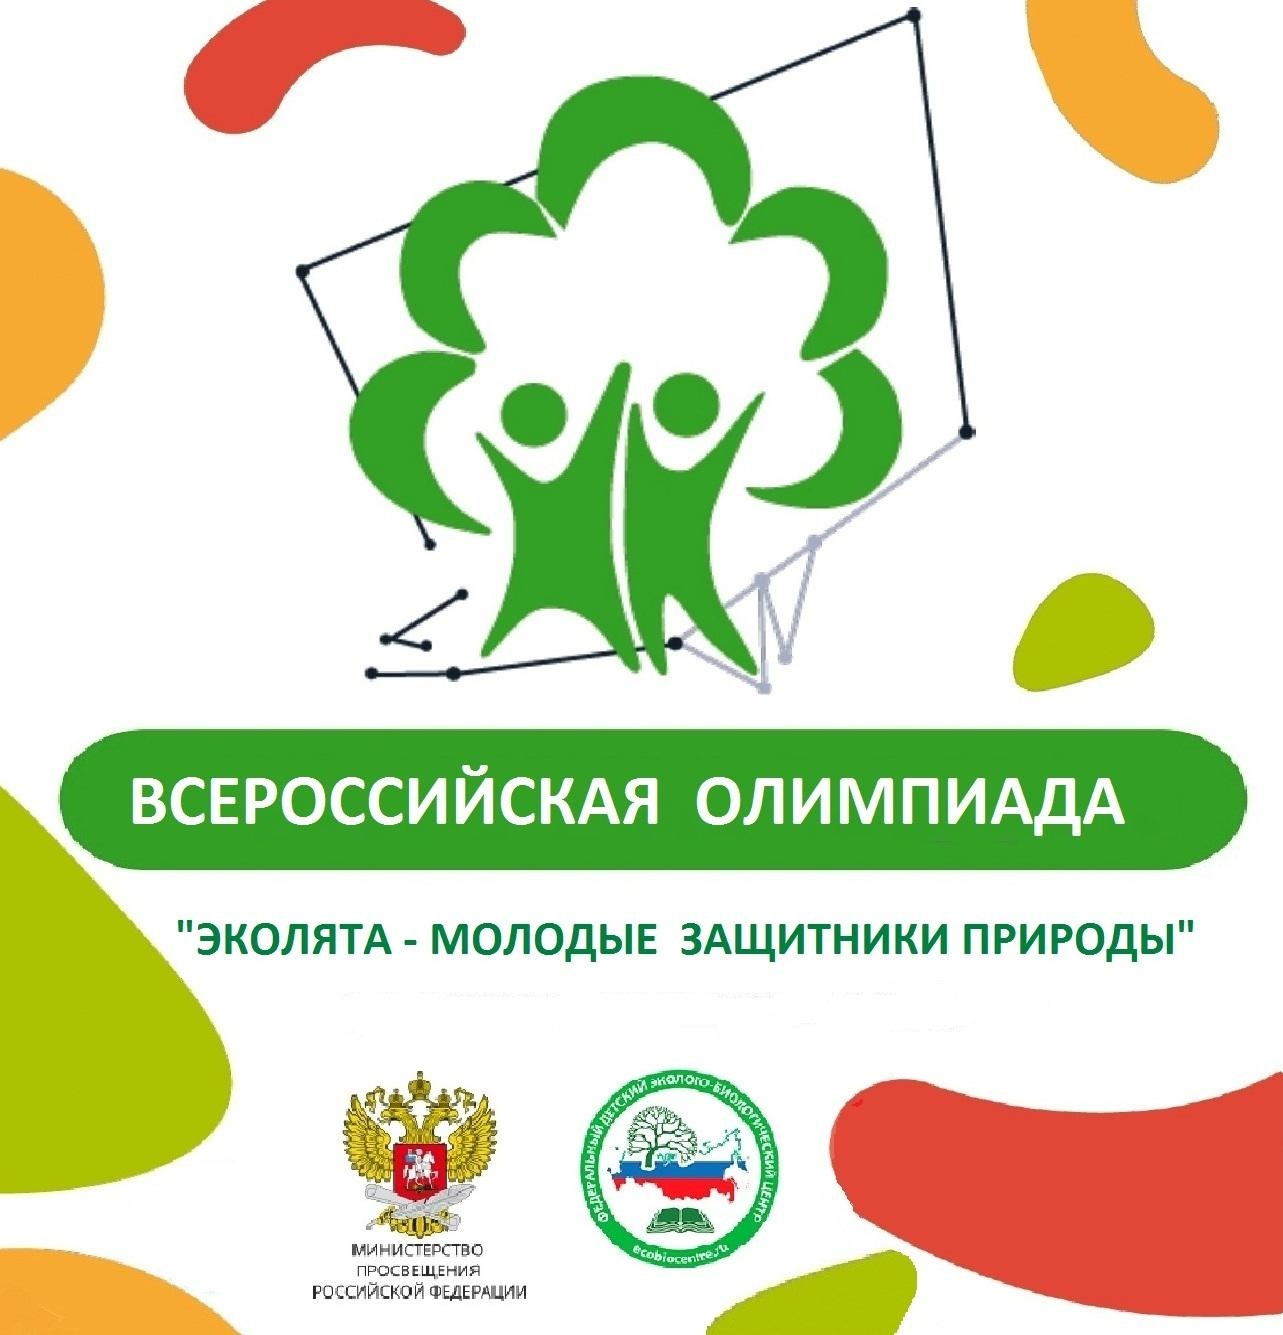 ВСЕРОССИЙСКАЯ ОЛИМПИАДА
"ЭКОЛЯТА - МОЛОДЫЕ ЗАЩИТНИКИ ПРИРОДЫ"
МИНИСТЕРСТВО
ПРОСВЕЩЕНИЯ
РОССИЙСКОЙ ФЕДЕРАЦИИ
ФЕДЕРАЛЬНЫЙ ДЕТСКИЙ ЭКОЛОГО-БИОЛОГИЧЕСКИЙ ЦЕНТР
ecobiocentre.ru